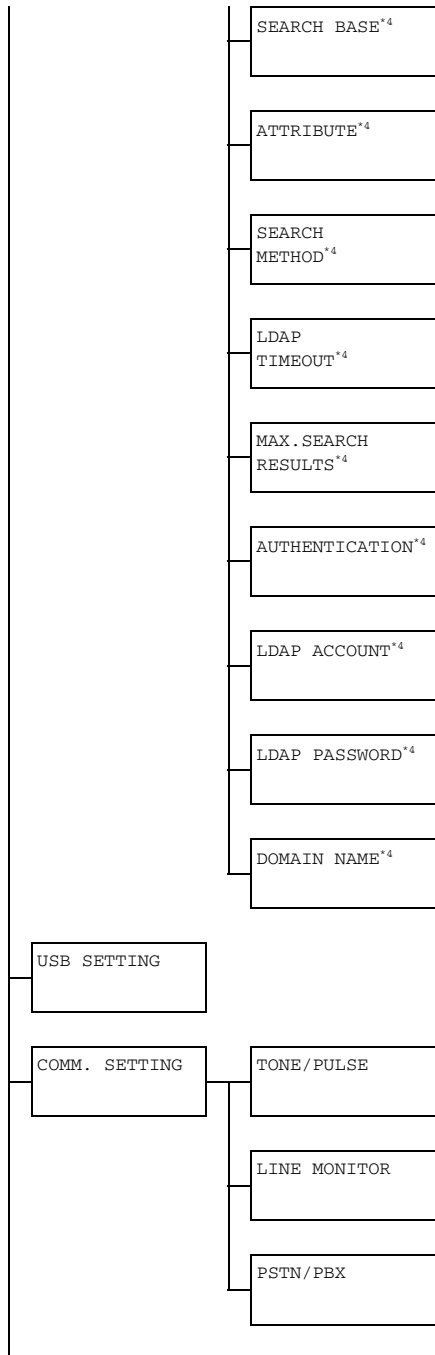 SEARCH BASE*4
ATTRIBUTE*4
SEARCH
METHOD*4
LDAP
TIMEOUT*4
MAX.SEARCH
RESULTS*4
AUTHENTICATION*4
LDAP ACCOUNT*4
LDAP PASSWORD*4
DOMAIN NAME*4
USB SETTING
COMM. SETTING
TONE/PULSE
LINE MONITOR
PSTN/PBX